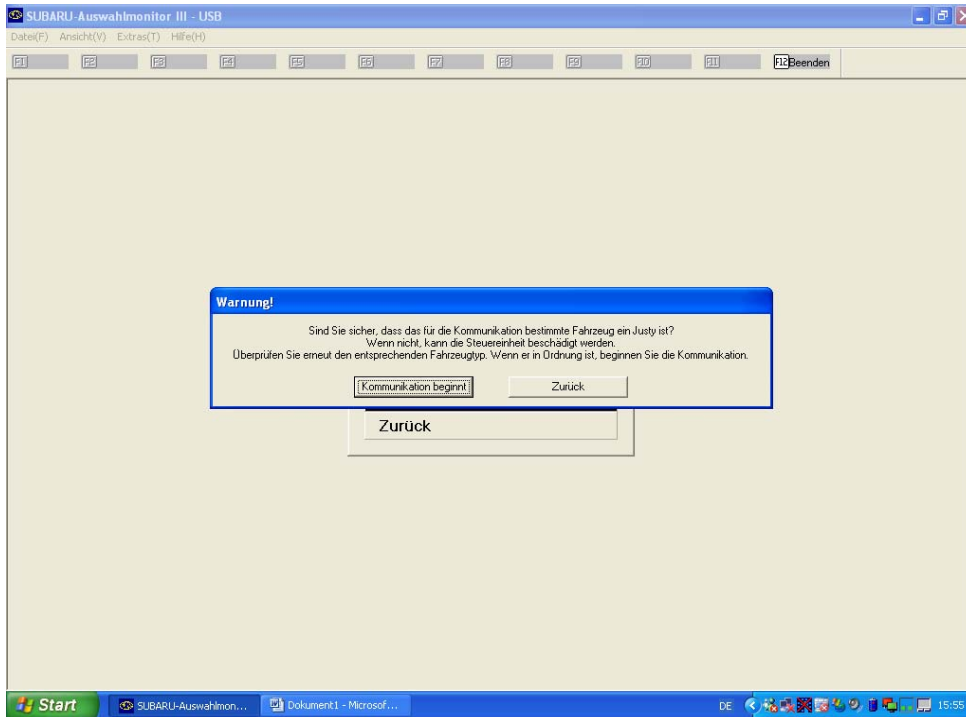 SUBARU-Auswahlmonitor III - USB
Datei(F) Ansicht(V) Extras(T) Hilfe(H)
F1 F2 F3 F4 F5 F6 F7 F8 F9 F10 F11 F12 Beenden
Warnung!
Sind Sie sicher, dass das für die Kommunikation bestimmte Fahrzeug ein Justy ist?
Wenn nicht, kann die Steuereinheit beschädigt werden.
Überprüfen Sie erneut den entsprechenden Fahrzeugtyp. Wenn er in Ordnung ist, beginnen Sie die Kommunikation.
Kommunikation beginnt Zurück
Zurück
Start SUBARU-Auswahlmon... Dokument1 - Microsof... DE 15:55